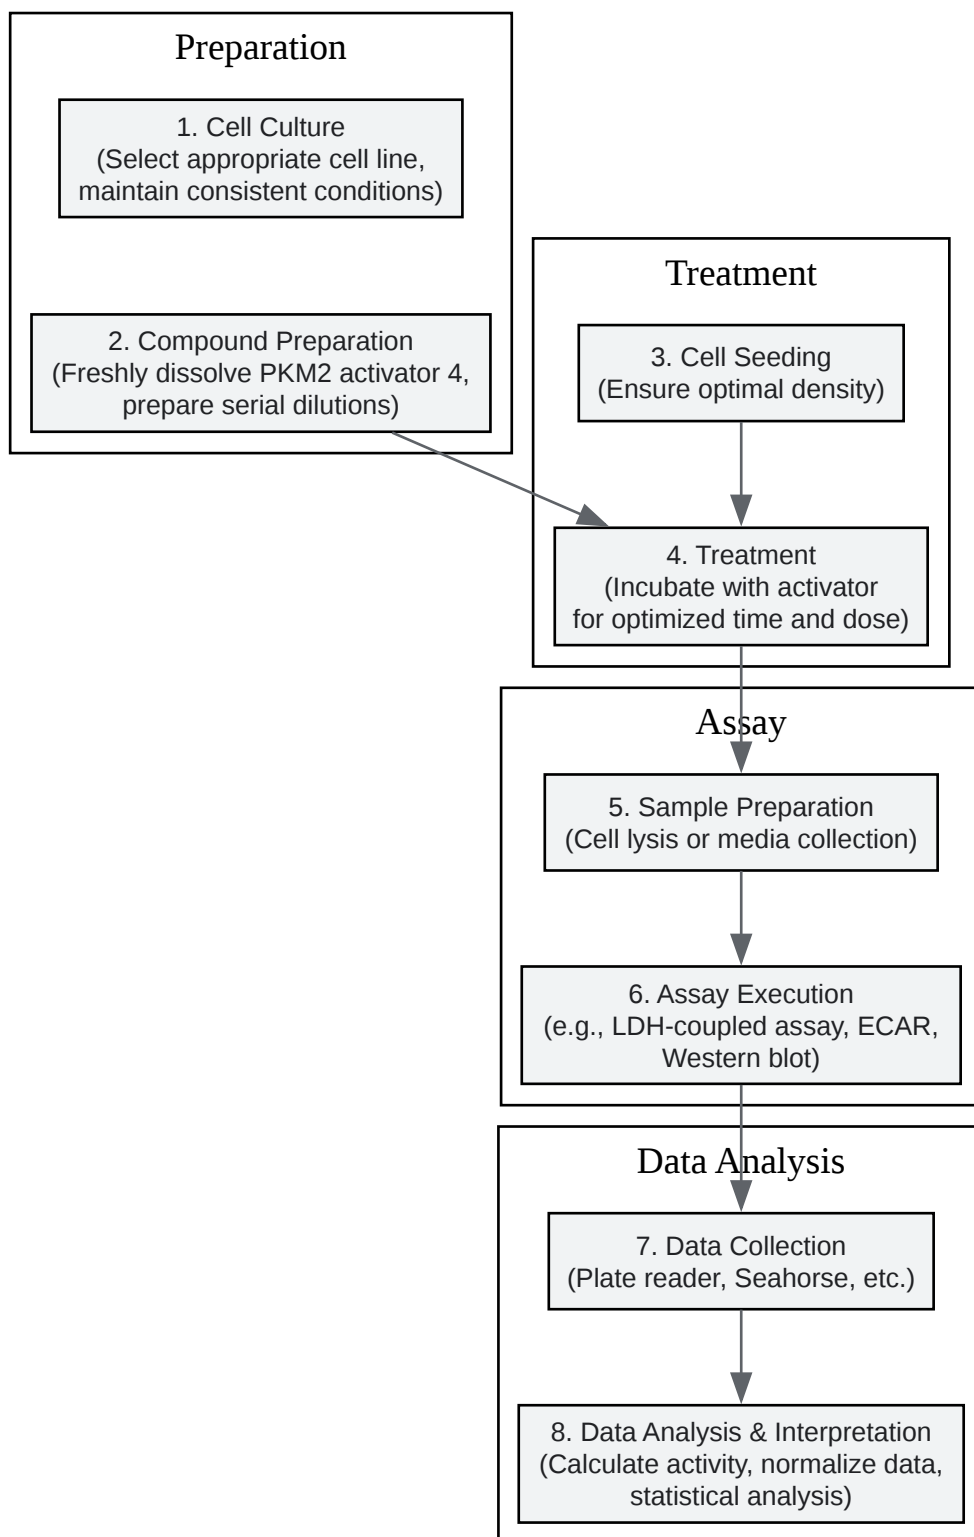 Preparation
1. Cell Culture
(Select appropriate cell line,
maintain consistent conditions)
2. Compound Preparation
(Freshly dissolve PKM2 activator 4,
prepare serial dilutions)
Treatment
3. Cell Seeding
(Ensure optimal density)
4. Treatment
(Incubate with activator
for optimized time and dose)
Assay
5. Sample Preparation
(Cell lysis or media collection)
6. Assay Execution
(e.g., LDH-coupled assay, ECAR,
Western blot)
Data Analysis
7. Data Collection
(Plate reader, Seahorse, etc.)
8. Data Analysis & Interpretation
(Calculate activity, normalize data,
statistical analysis)